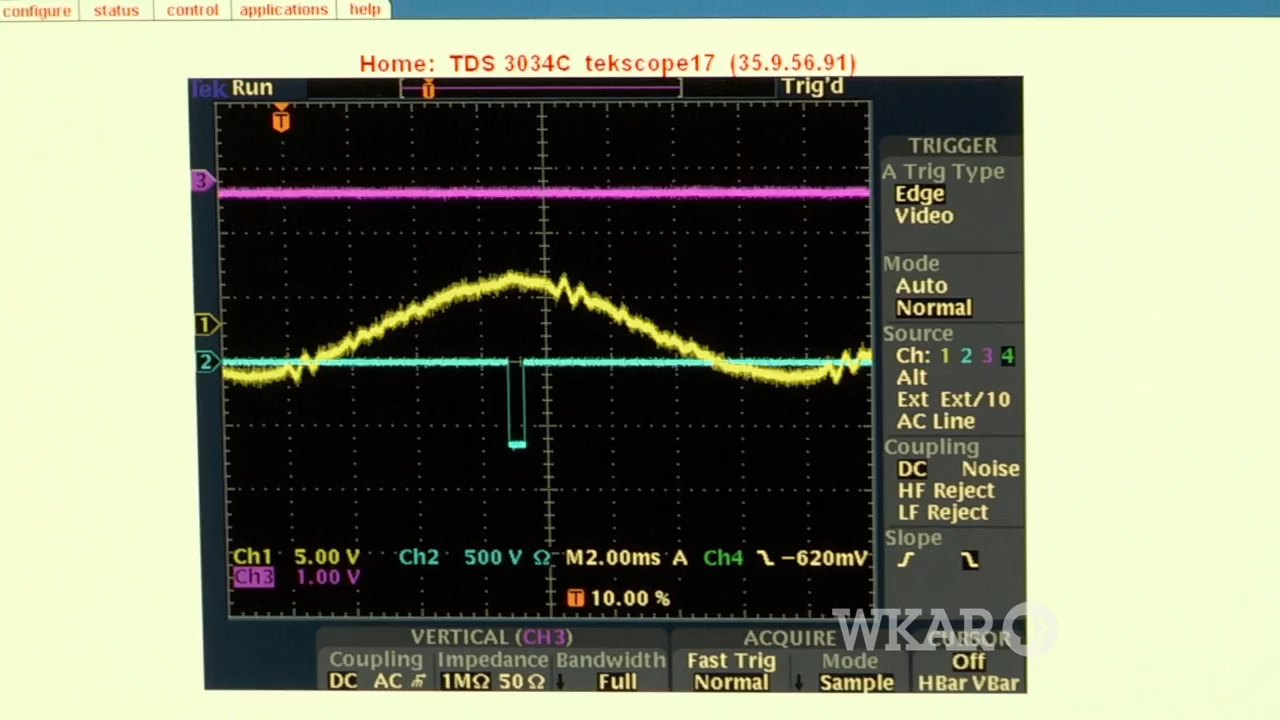 configure status control applications help
Home: TDS 3034C tekscope17 (35.9.56.91)
Tek Run Trig'd
T
T
3
1
2
TRIGGER
A Trig Type
Edge
Video
Mode
Auto
Normal
Source
Ch: 1 2 3 4
Alt
Ext Ext/10
AC Line
Coupling
DC Noise
HF Reject
LF Reject
Slope
Ch1 5.00 V Ch2 500 V Ω M2.00ms A Ch4 -620mV
Ch3 1.00 V
T 10.00 %
VERTICAL (CH3) ACQUIRE CURSOR
Coupling Impedance Bandwidth Fast Trig Mode Off
DC AC 1MΩ 50Ω Full Normal Sample HBar VBar
WKAR